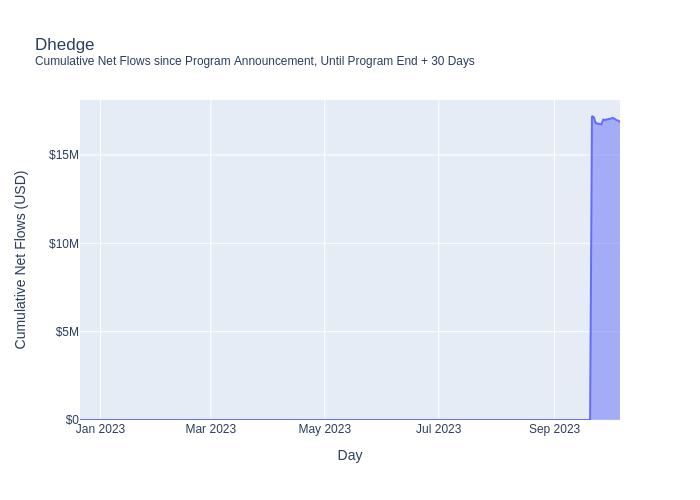 Dhedge
Cumulative Net Flows since Program Announcement, Until Program End + 30 Days
Cumulative Net Flows (USD)
$15M
$10M
$5M
$0
Jan 2023
Mar 2023
May 2023
Jul 2023
Sep 2023
Day